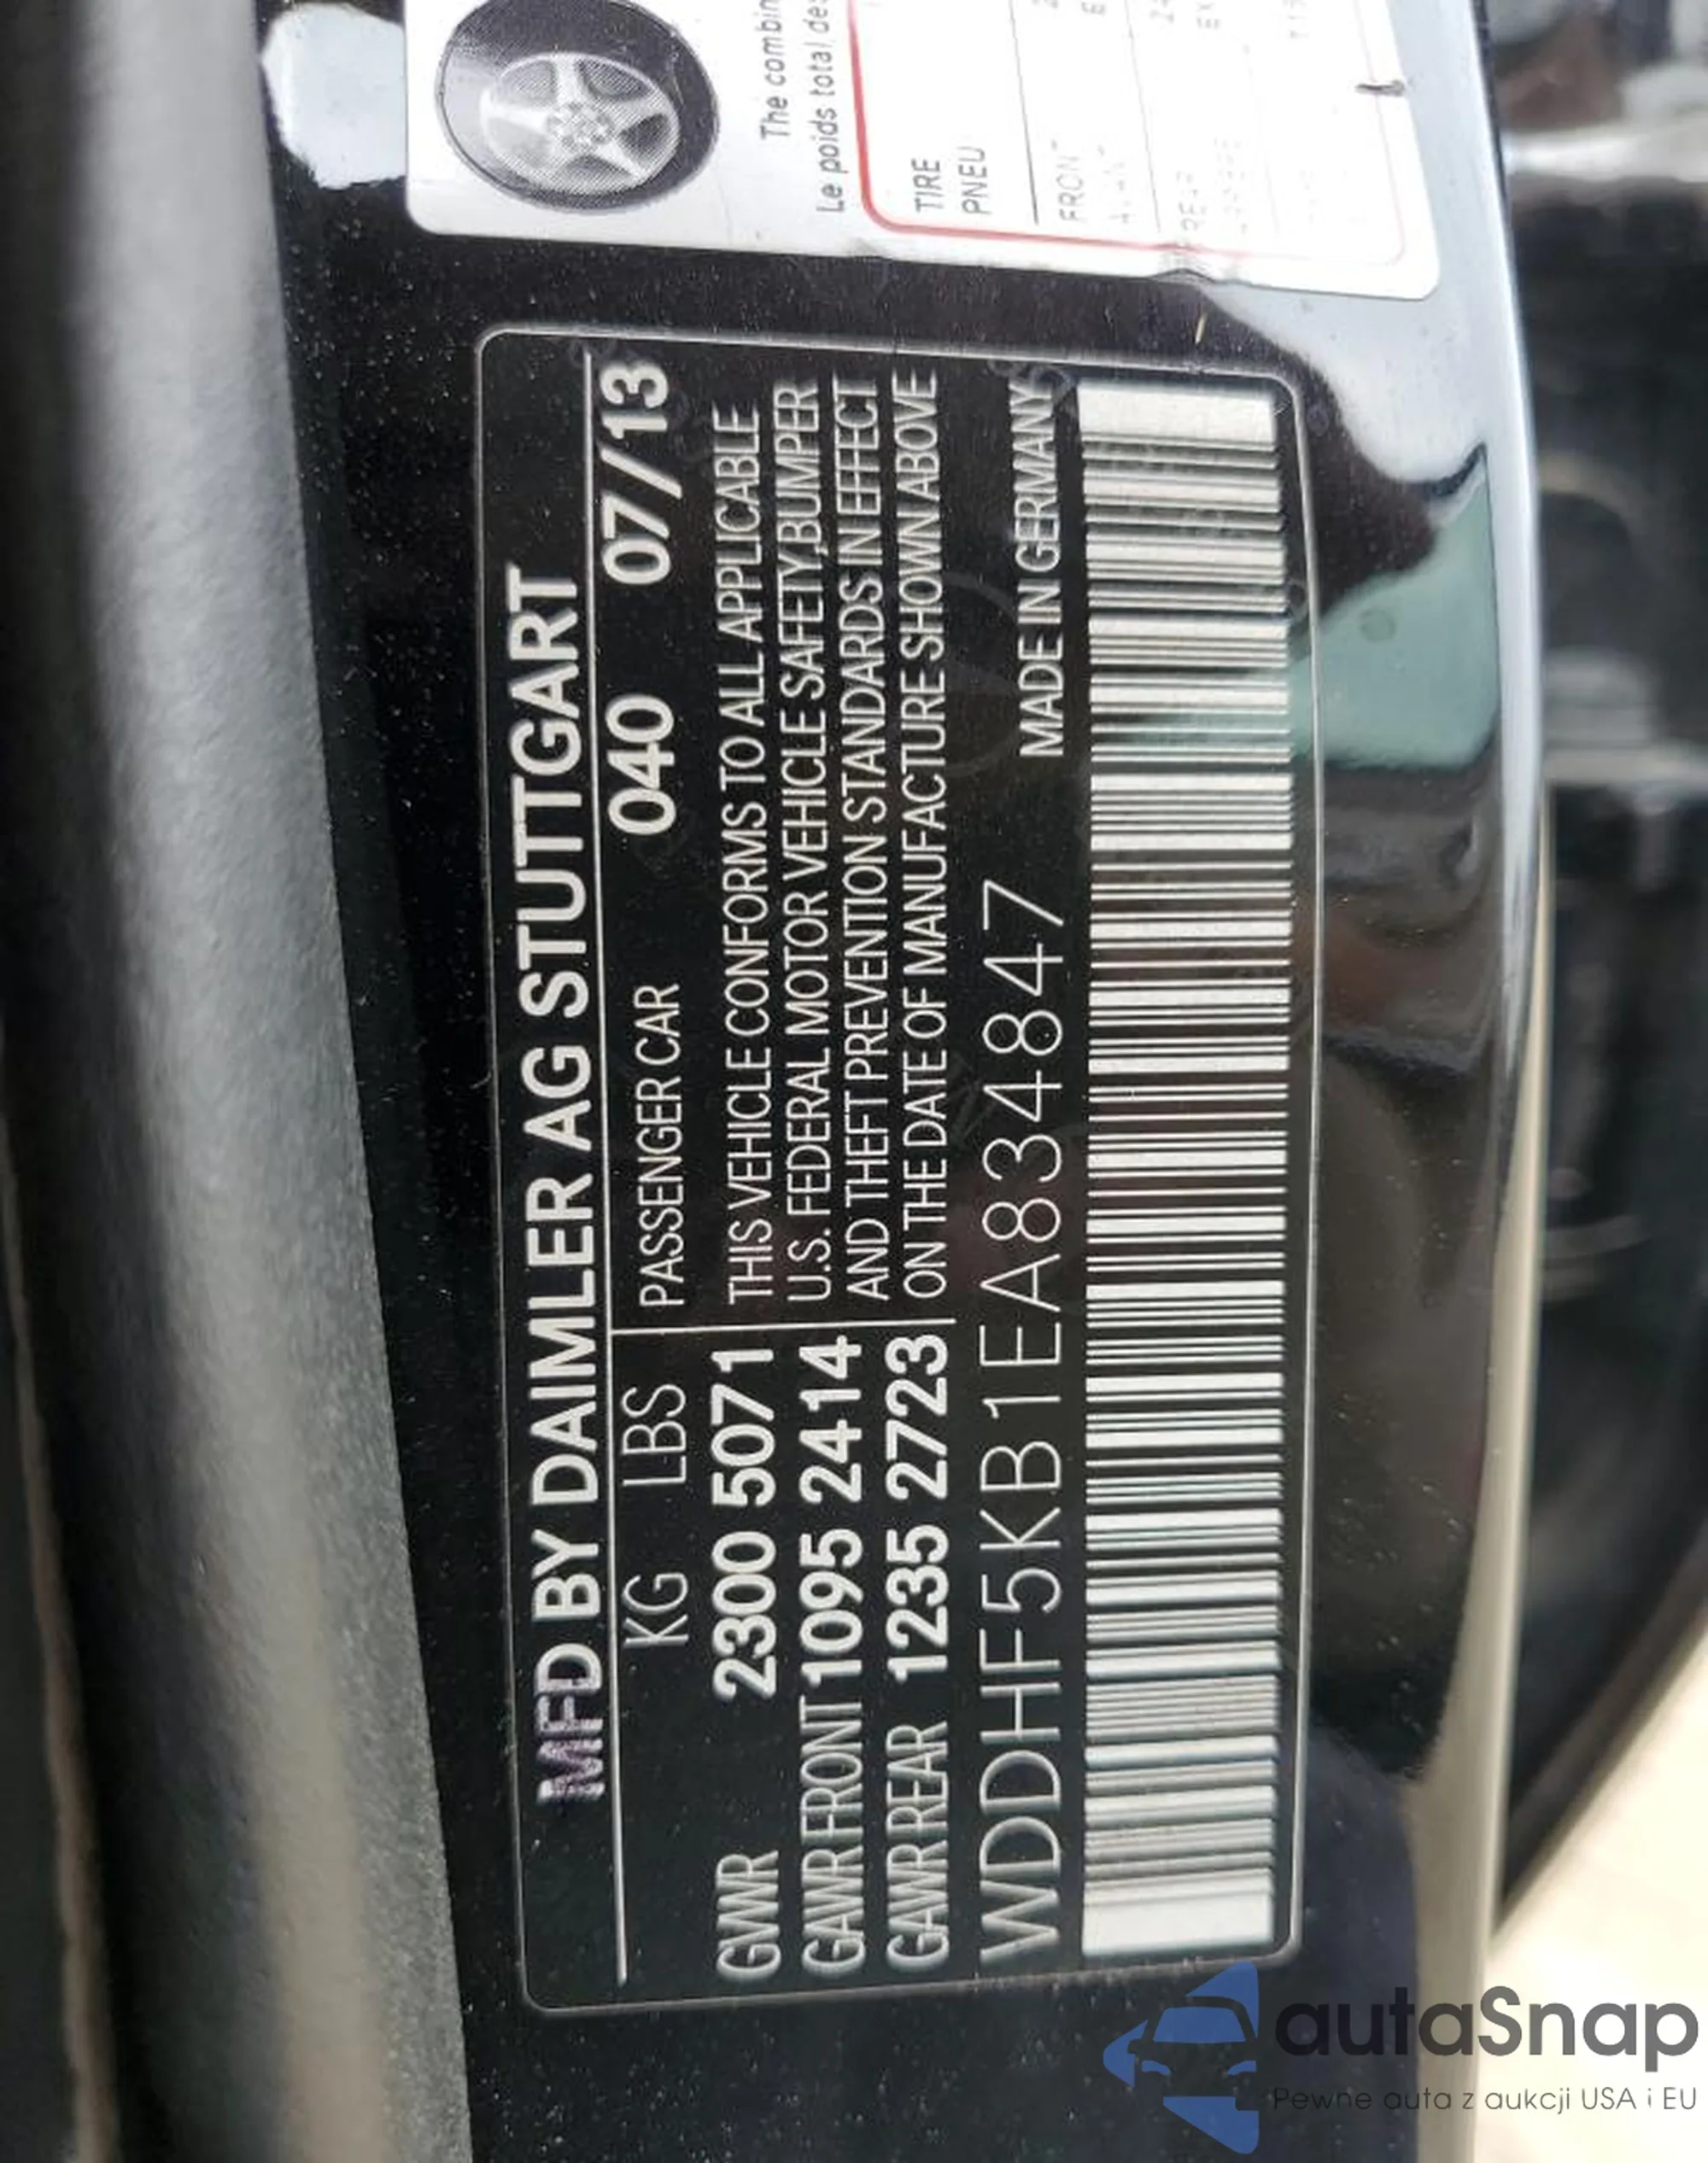 The combin
Le poids total des
TIRE
PNEU
FRONT
REAR
MFD BY DAIMLER AG STUTTGART
KG LBS PASSENGER CAR 040 07/13
GVWR 2300 5071 THIS VEHICLE CONFORMS TO ALL APPLICABLE
GAWR FRONT 1095 2414 U.S. FEDERAL MOTOR VEHICLE SAFETY, BUMPER
GAWR REAR 1235 2723 AND THEFT PREVENTION STANDARDS IN EFFECT
ON THE DATE OF MANUFACTURE SHOWN ABOVE
WDDHF5KB1EA834847 MADE IN GERMANY
autaSnap
Pewne auta z aukcji USA i EU